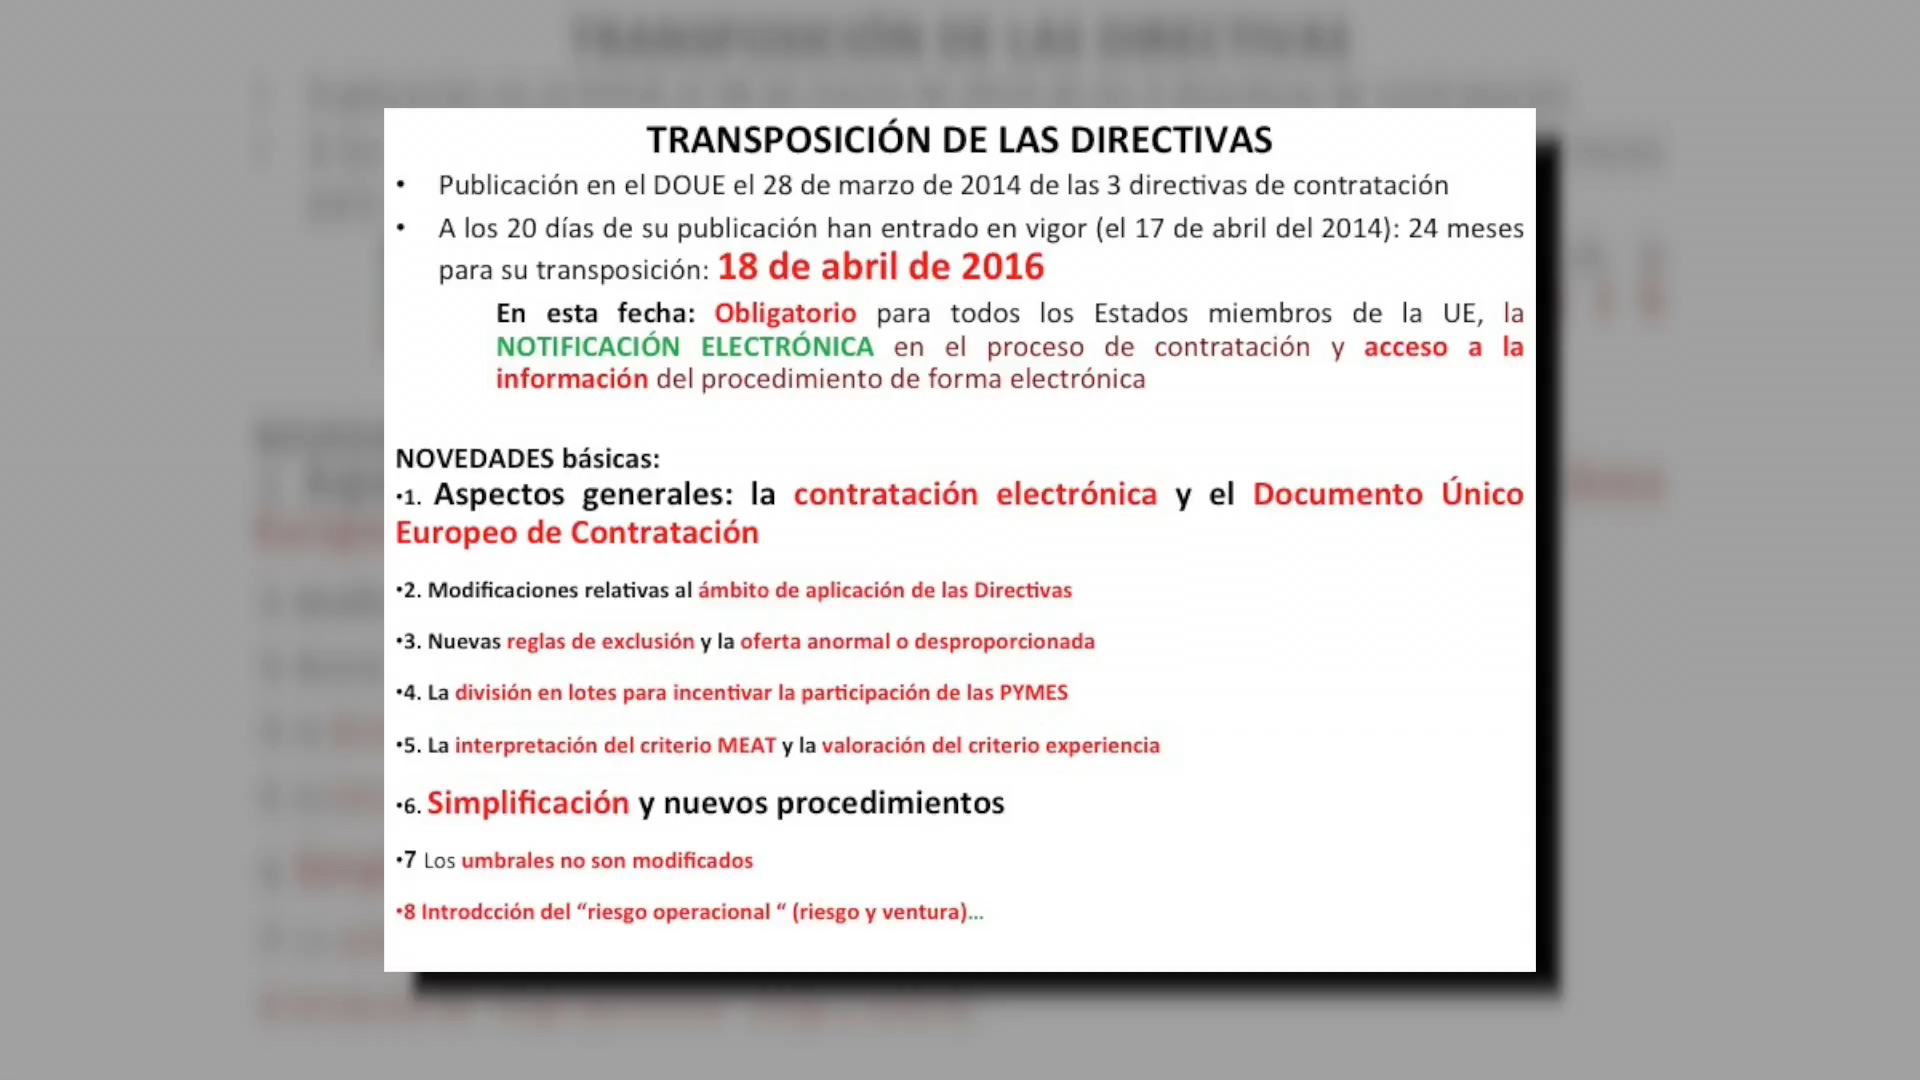 TRANSPOSICIÓN DE LAS DIRECTIVAS
• Publicación en el DOUE el 28 de marzo de 2014 de las 3 directivas de contratación
• A los 20 días de su publicación han entrado en vigor (el 17 de abril del 2014): 24 meses
para su transposición: 18 de abril de 2016
En esta fecha: Obligatorio para todos los Estados miembros de la UE, la
NOTIFICACIÓN ELECTRÓNICA en el proceso de contratación y acceso a la
información del procedimiento de forma electrónica
NOVEDADES básicas:
•1. Aspectos generales: la contratación electrónica y el Documento Único
Europeo de Contratación
•2. Modificaciones relativas al ámbito de aplicación de las Directivas
•3. Nuevas reglas de exclusión y la oferta anormal o desproporcionada
•4. La división en lotes para incentivar la participación de las PYMES
•5. La interpretación del criterio MEAT y la valoración del criterio experiencia
•6. Simplificación y nuevos procedimientos
•7 Los umbrales no son modificados
•8 Introdcción del “riesgo operacional “ (riesgo y ventura)...